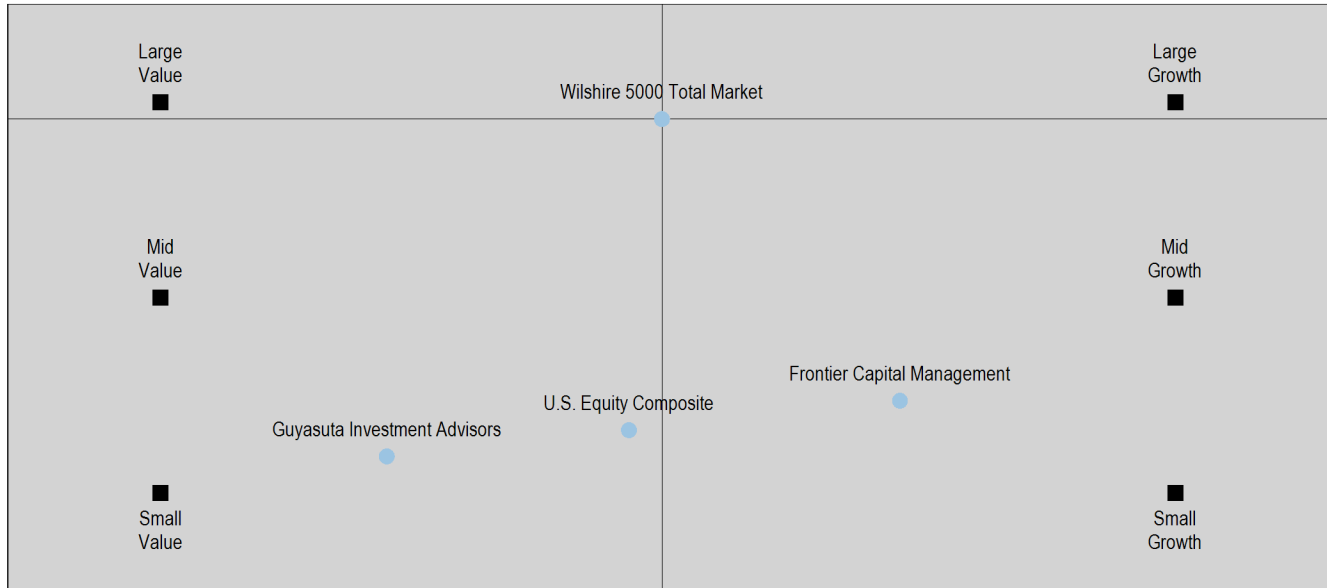 Large
Value
Large
Growth
Wilshire 5000 Total Market
Mid
Value
Mid
Growth
Frontier Capital Management
U.S. Equity Composite
Guyasuta Investment Advisors
Small
Value
Small
Growth